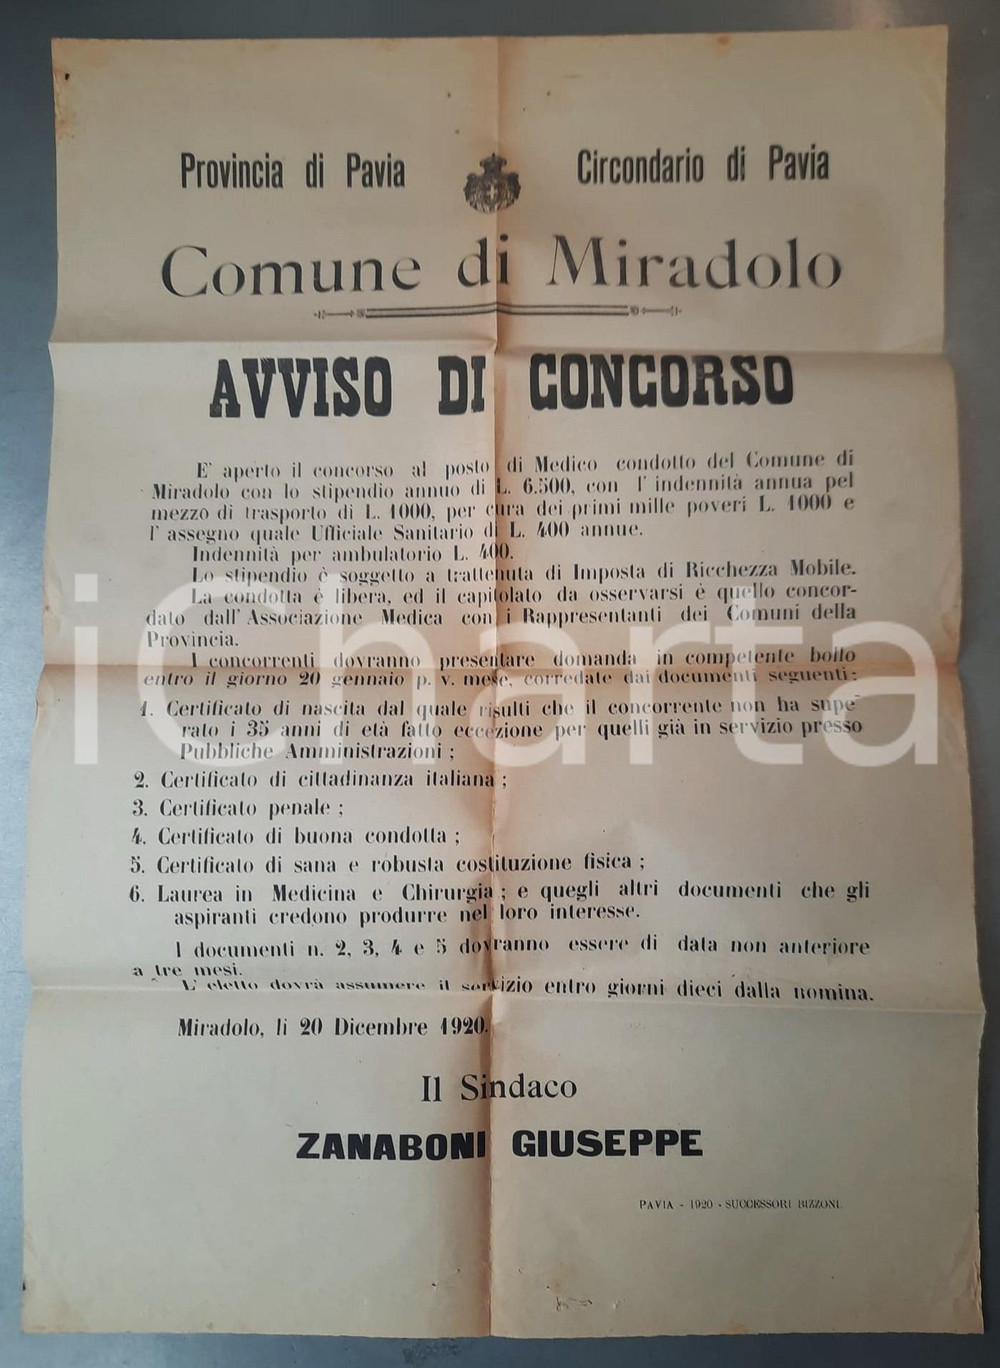 Provincia di Pavia
Circondario di Pavia
Comune di Miradolo
AVVISO DI CONCORSO
E' aperto il concorso al posto di Medico condotto del Comune di
Miradolo con lo stipendio annuo di L. 6.500, con l' indennità annua pel
mezzo di trasporto di L. 1000, per cura dei primi mille poveri L. 1000 e
l' assegno quale Ufficiale Sanitario di L. 400 annue.
Indennità per ambulatorio L. 400.
Lo stipendio è soggetto a trattenuta di Imposta di Ricchezza Mobile.
La condotta è libera, ed il capitolato da osservarsi è quello concor-
dato dall' Associazione Medica con i Rappresentanti dei Comuni della
Provincia.
I concorrenti dovranno presentare domanda in competente bollo
entro il giorno 20 gennaio p. v. mese, corredate dai documenti seguenti:
1. Certificato di nascita dal quale risulti che il concorrente non ha supe-
rato i 35 anni di età fatto eccezione per quelli già in servizio presso
Pubbliche Amministrazioni ;
2. Certificato di cittadinanza italiana ;
3. Certificato penale ;
4. Certificato di buona condotta ;
5. Certificato di sana e robusta costituzione fisica ;
6. Laurea in Medicina e Chirurgia ; e quegli altri documenti che gli
aspiranti credono produrre nel loro interesse.
I documenti n. 2, 3, 4 e 5 dovranno essere di data non anteriore
a tre mesi.
L' eletto dovrà assumere il servizio entro giorni dieci dalla nomina.
Miradolo, li 20 Dicembre 1920.
Il Sindaco
ZANABONI GIUSEPPE
PAVIA - 1920 - SUCCESSORI BIZZONI.
iCharta